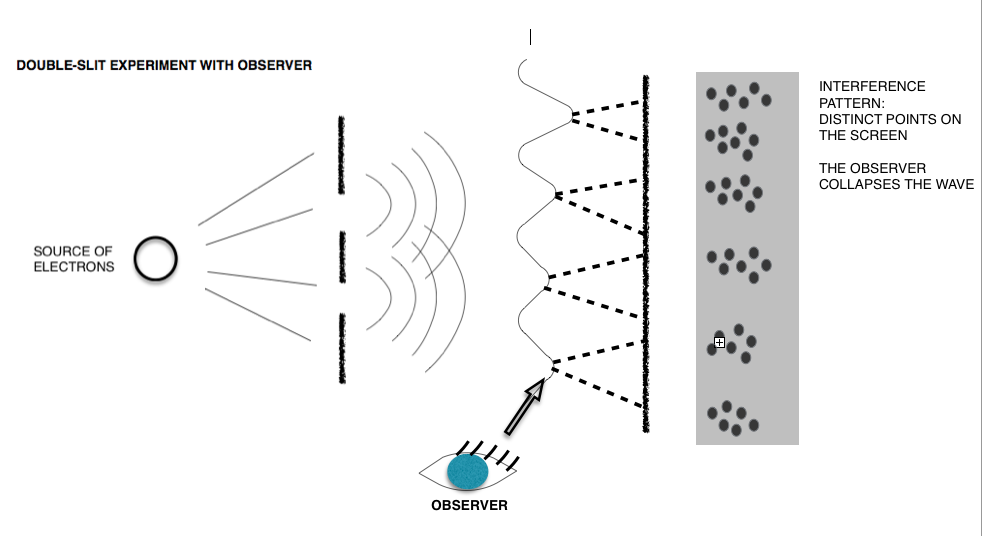 DOUBLE-SLIT EXPERIMENT WITH OBSERVER
INTERFERENCE
PATTERN:
DISTINCT POINTS ON
THE SCREEN
THE OBSERVER
COLLAPSES THE WAVE
SOURCE OF
ELECTRONS
OBSERVER